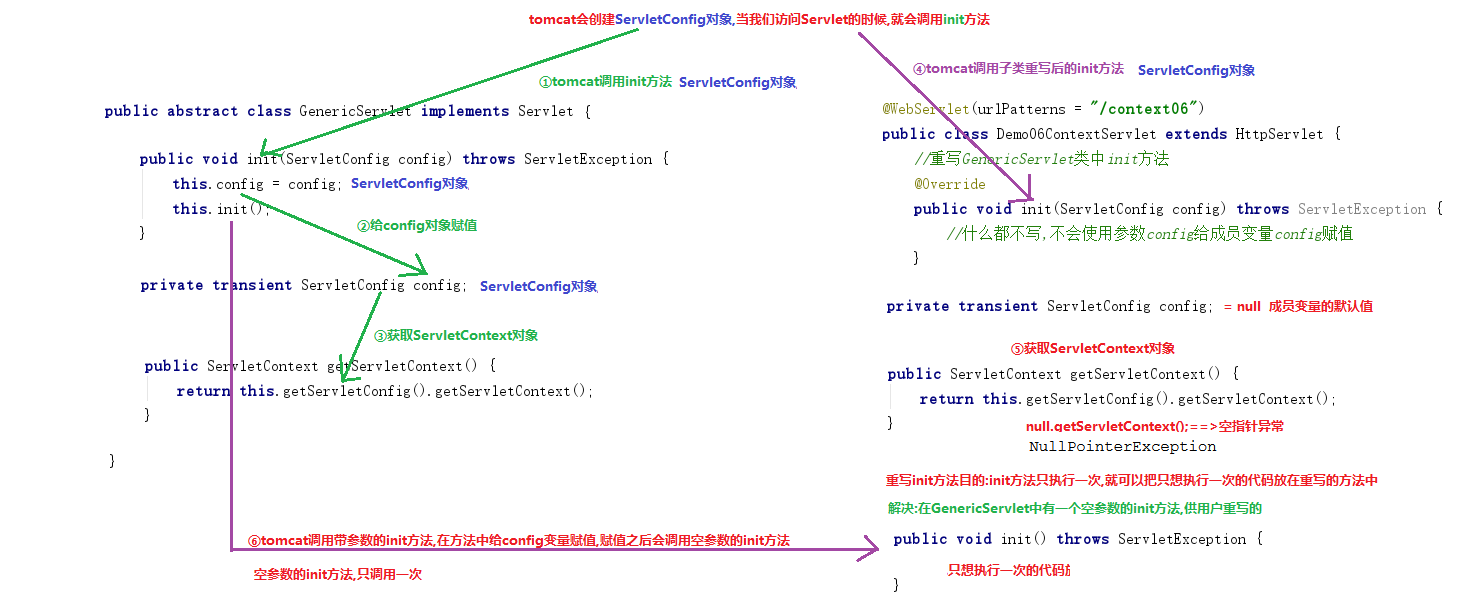 tomcat会创建ServletConfig对象,当我们访问Servlet的时候,就会调用init方法
①tomcat调用init方法 ServletConfig对象
public abstract class GenericServlet implements Servlet {
public void init(ServletConfig config) throws ServletException {
this.config = config; ServletConfig对象
this.init();
②给config对象赋值
}
private transient ServletConfig config; ServletConfig对象
③获取ServletContext对象
public ServletContext getServletContext() {
return this.getServletConfig().getServletContext();
}
}
④tomcat调用子类重写后的init方法 ServletConfig对象
@WebServlet(urlPatterns = "/context06")
public class Demo06ContextServlet extends HttpServlet {
//重写GenericServlet类中init方法
@Override
public void init(ServletConfig config) throws ServletException {
//什么都不写,不会使用参数config给成员变量config赋值
}
private transient ServletConfig config; = null 成员变量的默认值
⑤获取ServletContext对象
public ServletContext getServletContext() {
return this.getServletConfig().getServletContext();
}
null.getServletContext();==>空指针异常
NullPointerException
重写init方法目的:init方法只执行一次,就可以把只想执行一次的代码放在重写的方法中
解决:在GenericServlet中有一个空参数的init方法,供用户重写的
⑥tomcat调用带参数的init方法,在方法中给config变量赋值,赋值之后会调用空参数的init方法
空参数的init方法,只调用一次
public void init() throws ServletException {
只想执行一次的代码放
}